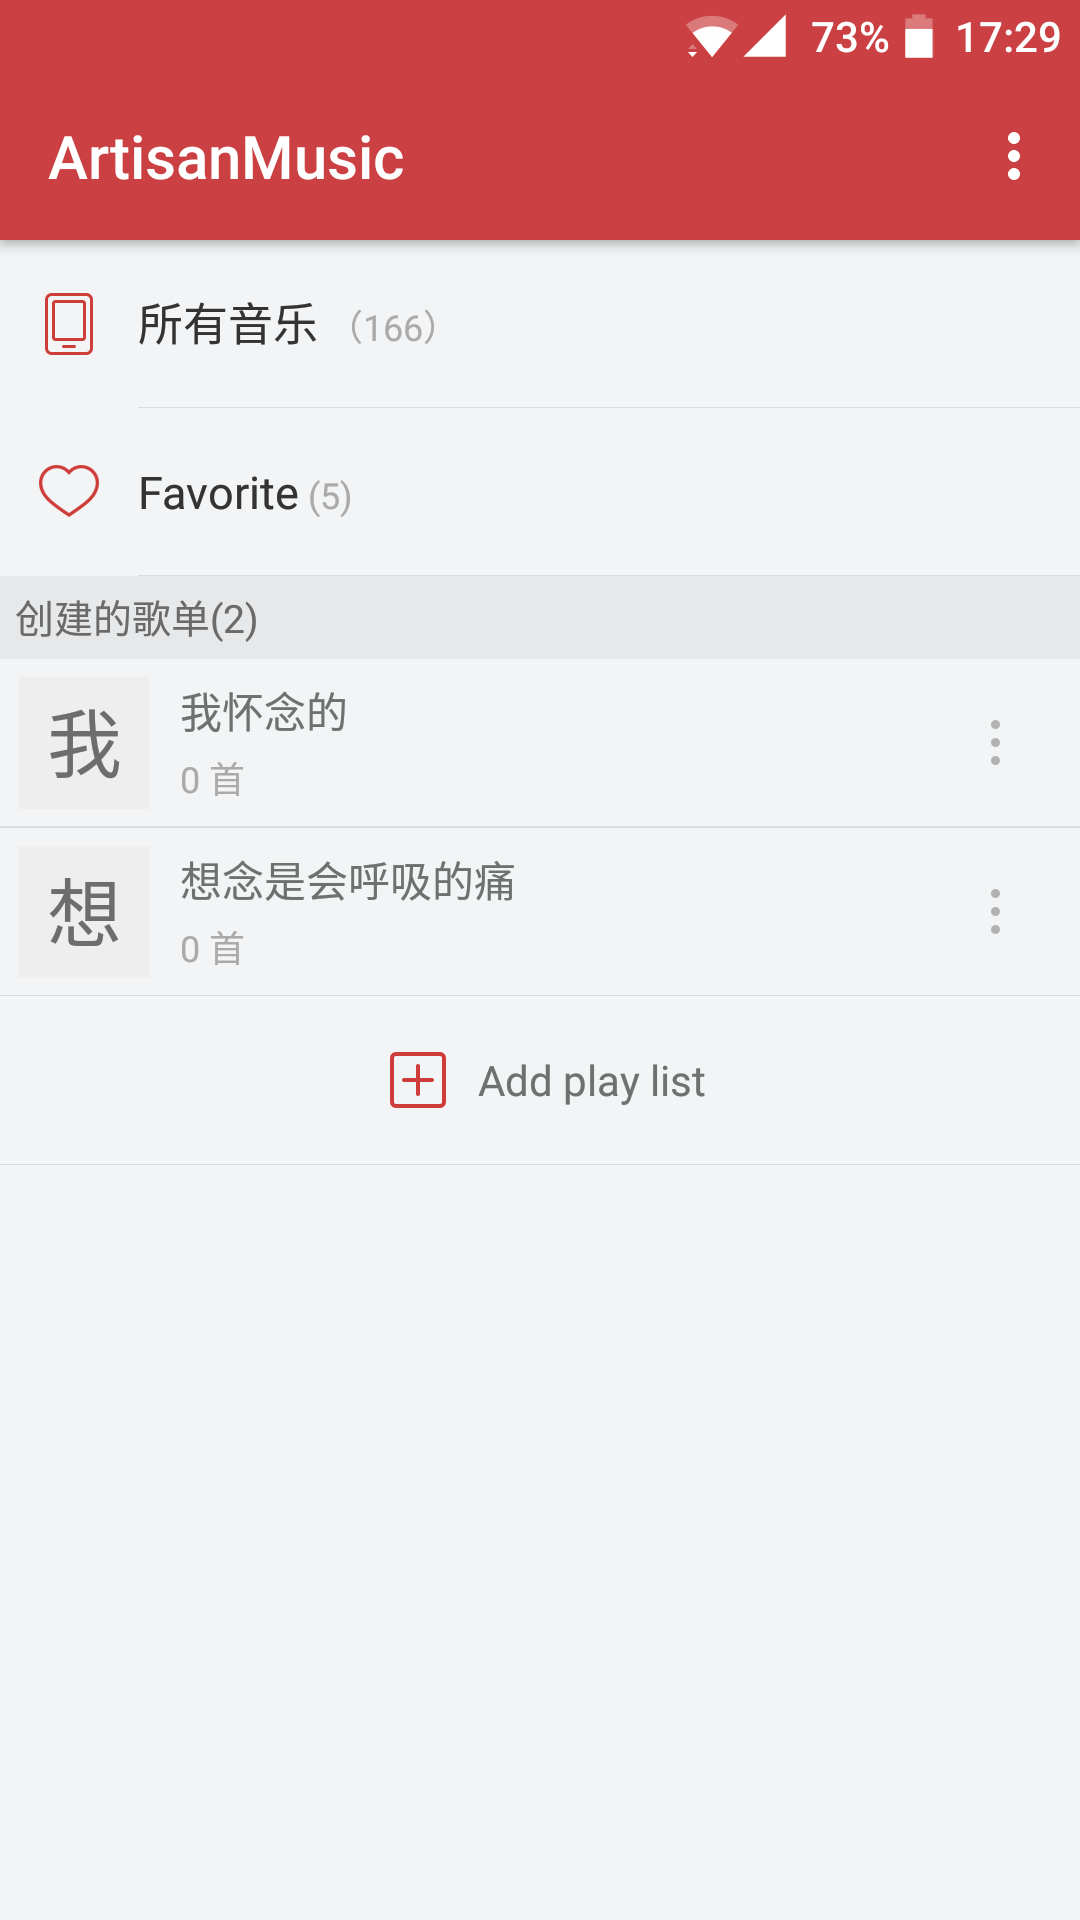 73% 17:29
ArtisanMusic
所有音乐 （166）
Favorite (5)
创建的歌单(2)
我 我怀念的
0 首
想 想念是会呼吸的痛
0 首
Add play list